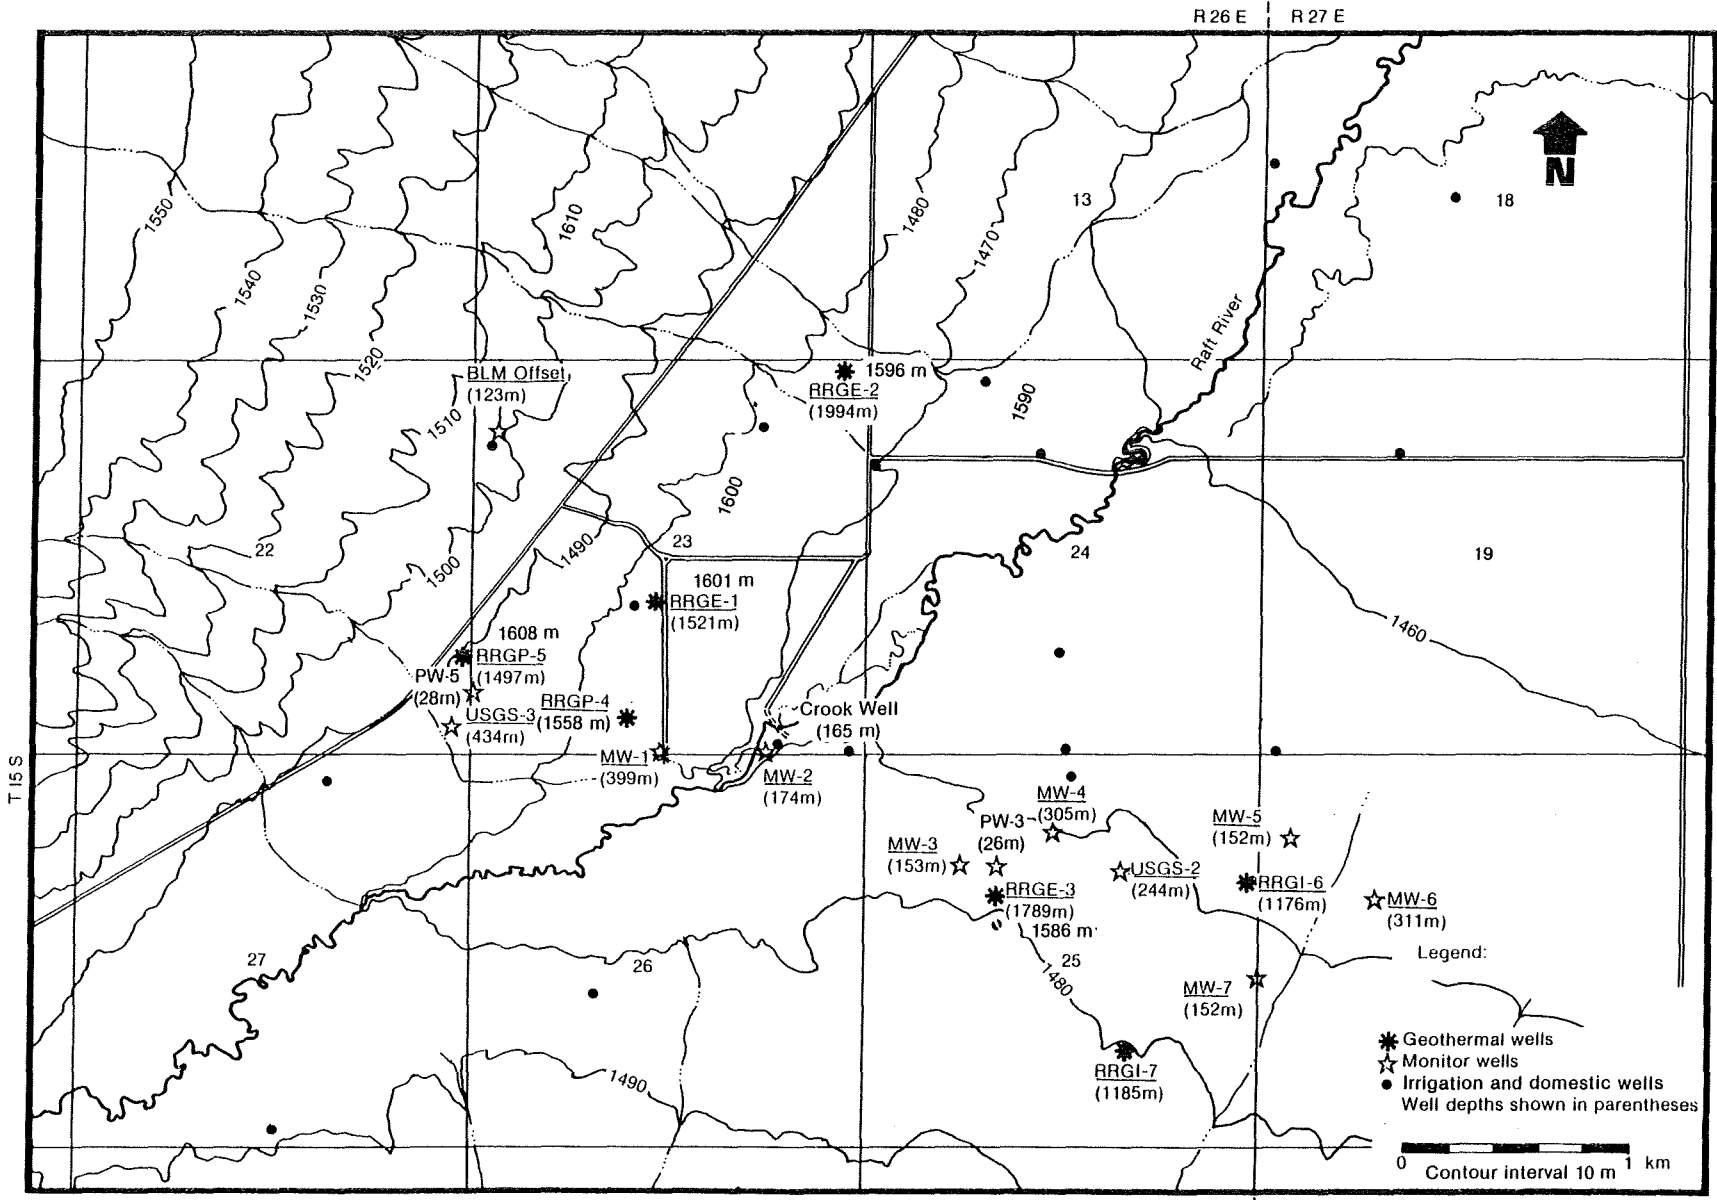 R 26 E
R 27 E
N
13
18
1550
1610
1480
1470
1540
1530
Raft River
1520
BLM Offset
(123m)
1596 m
RRGE-2
(1994m)
1590
1510
1600
22
1500
1490
23
24
19
1601 m
RRGE-1
(1521m)
1460
1608 m
RRGP-5
(1497m)
PW-5
(28m)
RRGP-4
(1558 m)
USGS-3
(434m)
Crook Well
(165 m)
MW-1
(399m)
MW-2
(174m)
T 15 S
MW-4
(305m)
PW-3
(26m)
MW-3
(153m)
MW-5
(152m)
USGS-2
(244m)
RRGE-3
(1789m)
1586 m
RRGI-6
(1176m)
MW-6
(311m)
27
26
25
1480
MW-7
(152m)
RRGI-7
(1185m)
1490
Legend:
Geothermal wells
Monitor wells
Irrigation and domestic wells
Well depths shown in parentheses
0 1 km
Contour interval 10 m